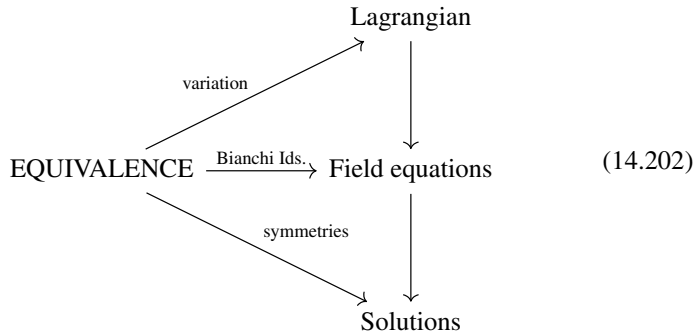 Lagrangian
variation
EQUIVALENCE
Bianchi Ids.
Field equations
(14.202)
symmetries
Solutions